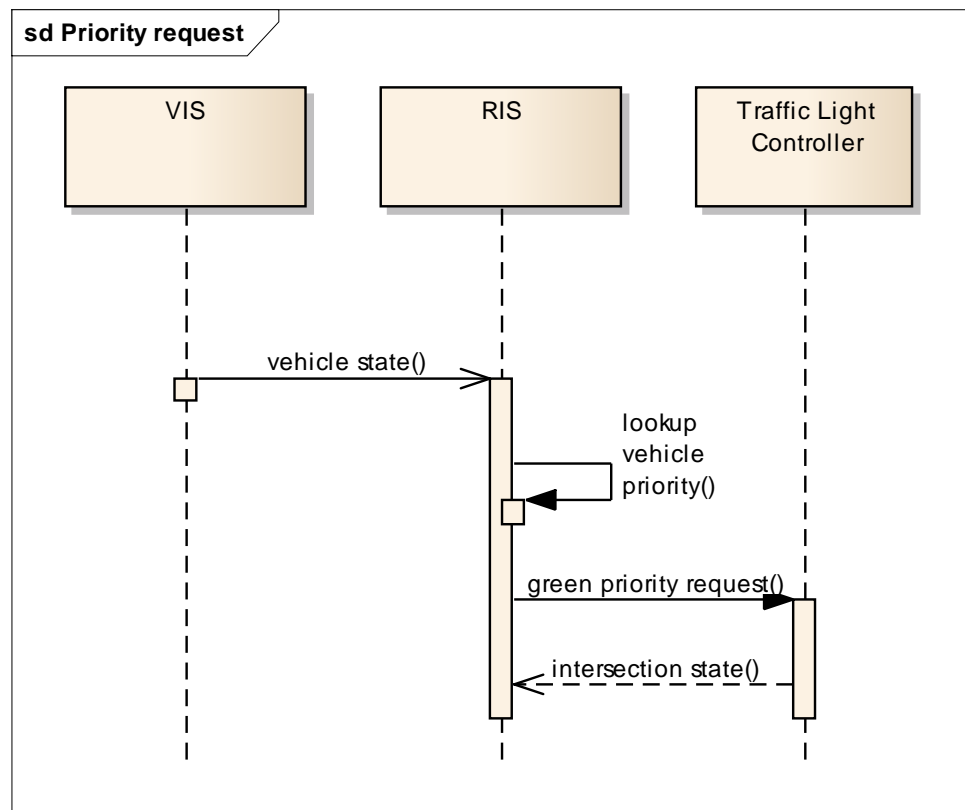 sd Priority request
VIS
RIS
Traffic Light
Controller
vehicle state()
lookup
vehicle
priority()
green priority request()
intersection state()